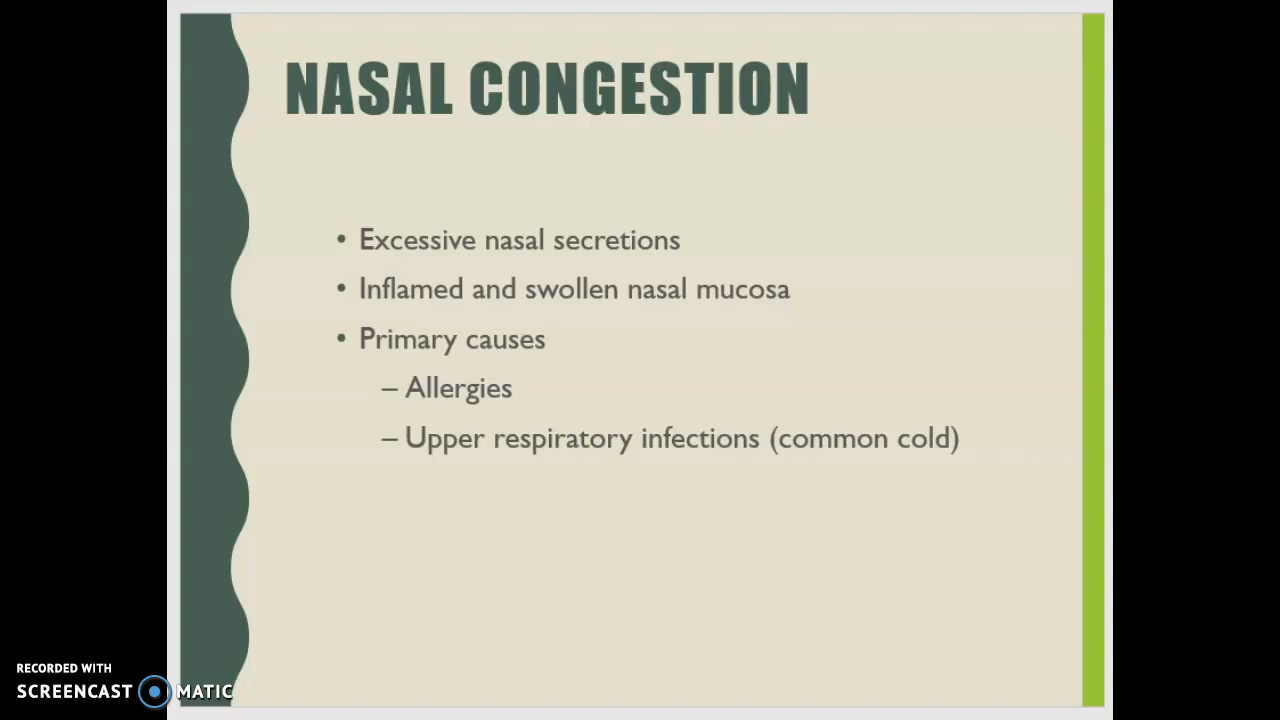 NASAL CONGESTION
• Excessive nasal secretions
• Inflamed and swollen nasal mucosa
• Primary causes
– Allergies
– Upper respiratory infections (common cold)
RECORDED WITH
SCREENCAST MATIC